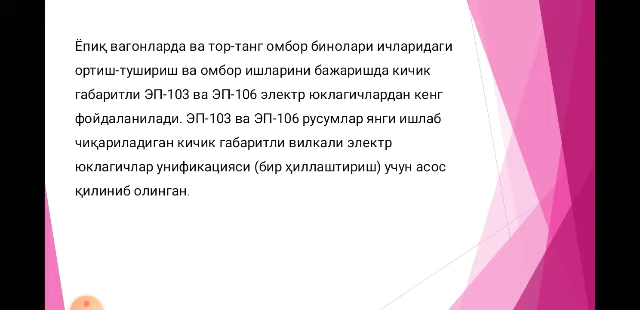 Ёпиқ вагонларда ва тор-танг омбор бинолари ичларидаги
ортиш-тушириш ва омбор ишларини бажаришда кичик
габаритли ЭП-103 ва ЭП-106 электр юклагичлардан кенг
фойдаланилади. ЭП-103 ва ЭП-106 русумлар янги ишлаб
чиқариладиган кичик габаритли вилкали электр
юклагичлар унификацияси (бир ҳиллаштириш) учун асос
қилиниб олинган.